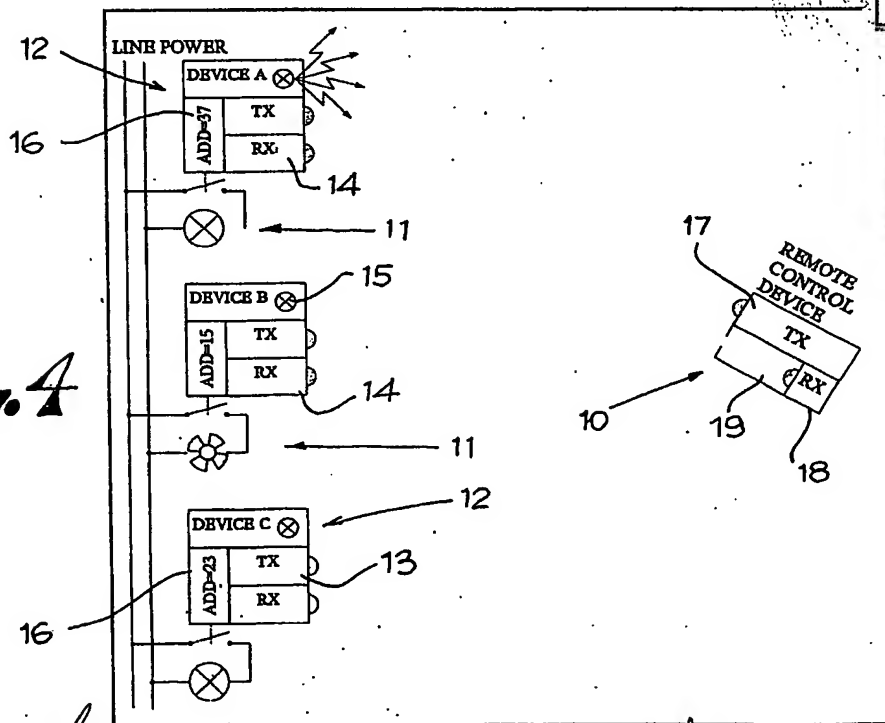 LINE POWER
12
DEVICE A
16
ADD=37
TX
RX
14
11
15
DEVICE B
ADD=15
TX
RX
14
11
.4
12
DEVICE C
16
ADD=23
TX
RX
13
17
REMOTE
CONTROL
DEVICE
TX
RX
10
19
18